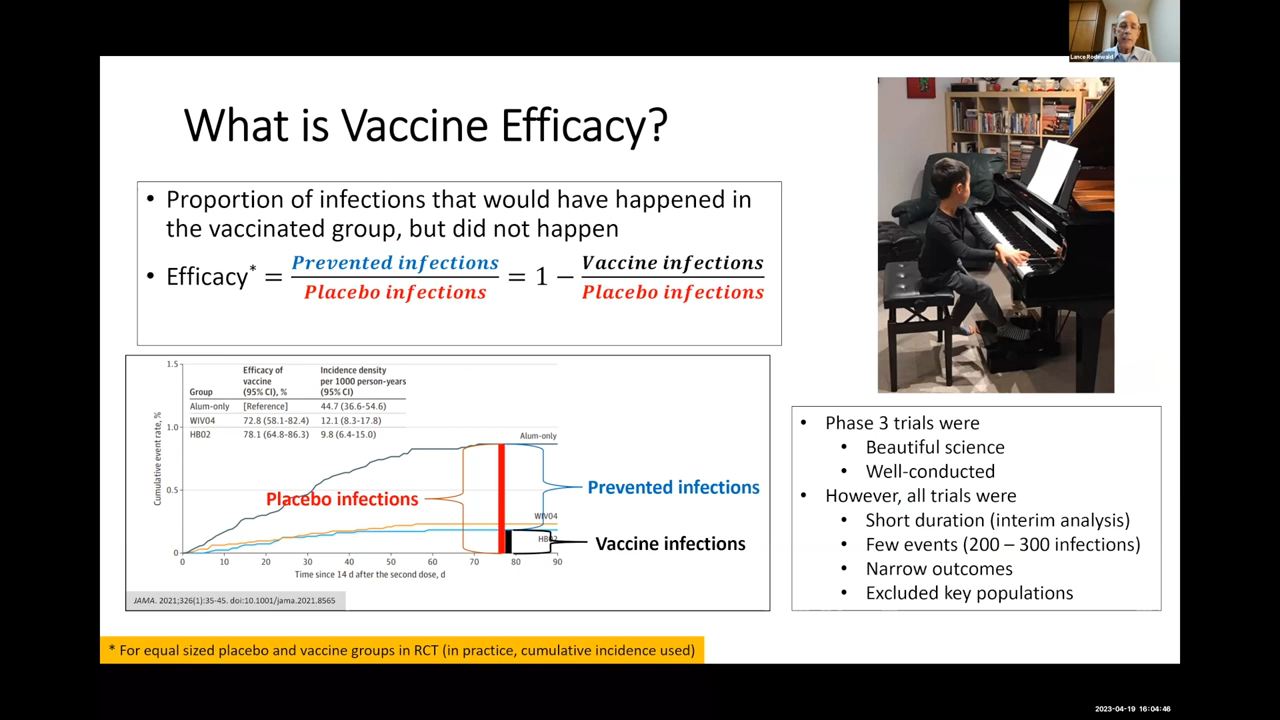 Lance Rodewald
What is Vaccine Efficacy?
• Proportion of infections that would have happened in
the vaccinated group, but did not happen
• Efficacy* = Prevented infections / Placebo infections = 1 − Vaccine infections / Placebo infections
1.5
1.0
0.5
0
Cumulative event rate, %
Group Efficacy of vaccine (95% CI), % Incidence density per 1000 person-years (95% CI)
Alum-only [Reference] 44.7 (36.6-54.6)
WIV04 72.8 (58.1-82.4) 12.1 (8.3-17.8)
HB02 78.1 (64.8-86.3) 9.8 (6.4-15.0)
Alum-only
Placebo infections
Prevented infections
WIV04
HB02
Vaccine infections
0 10 20 30 40 50 60 70 80 90
Time since 14 d after the second dose, d
JAMA. 2021;326(1):35-45. doi:10.1001/jama.2021.8565
• Phase 3 trials were
• Beautiful science
• Well-conducted
• However, all trials were
• Short duration (interim analysis)
• Few events (200 – 300 infections)
• Narrow outcomes
• Excluded key populations
* For equal sized placebo and vaccine groups in RCT (in practice, cumulative incidence used)
2023-04-19 16:04:46